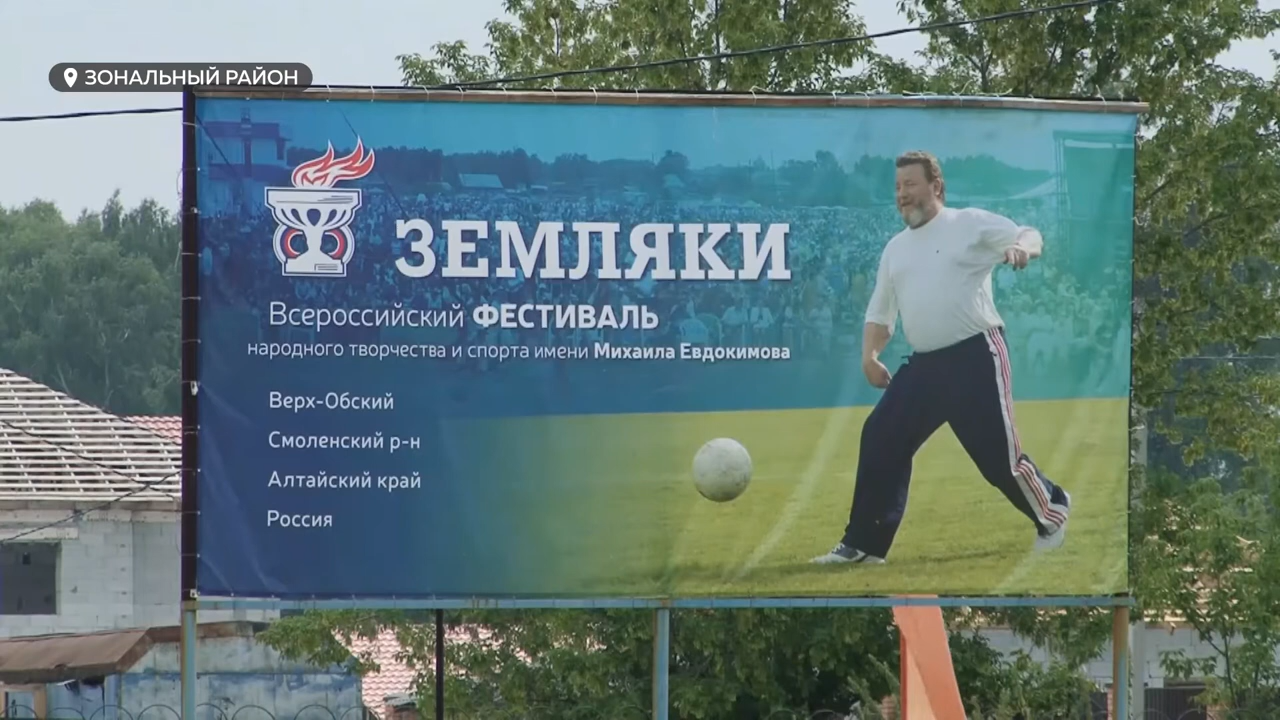 ЗОНАЛЬНЫЙ РАЙОН
ЗЕМЛЯКИ
Всероссийский ФЕСТИВАЛЬ
народного творчества и спорта имени Михаила Евдокимова
Верх-Обский
Смоленский р-н
Алтайский край
Россия